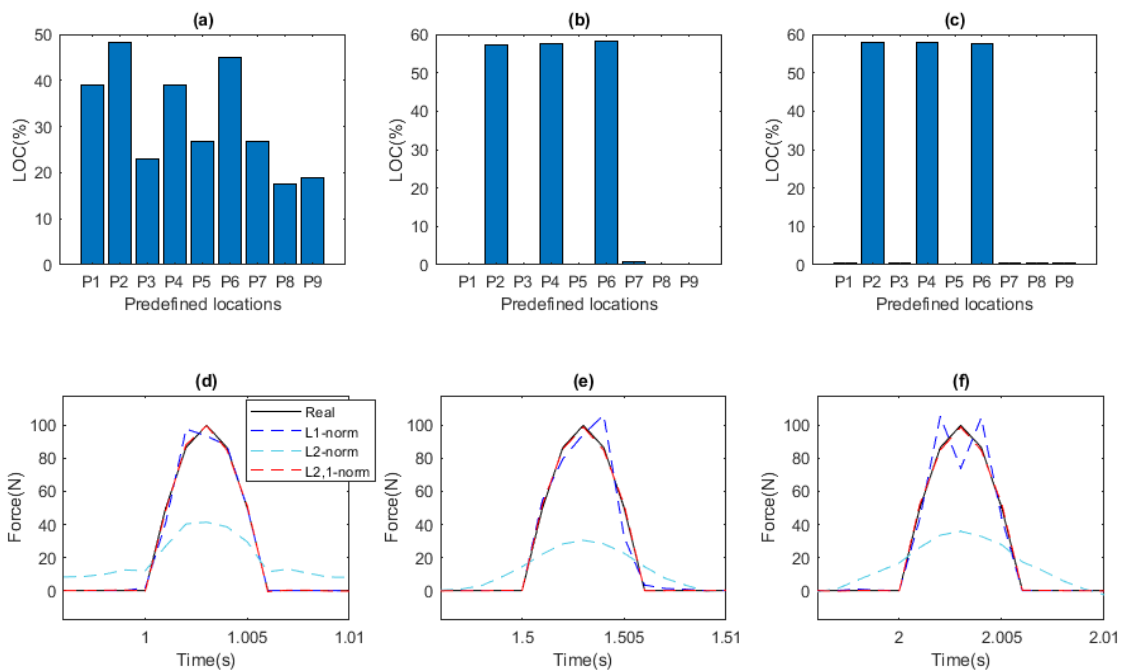 (a)
LOC(%)
50
40
30
20
10
0
P1 P2 P3 P4 P5 P6 P7 P8 P9
Predefined locations
(b)
LOC(%)
60
50
40
30
20
10
0
P1 P2 P3 P4 P5 P6 P7 P8 P9
Predefined locations
(c)
LOC(%)
60
50
40
30
20
10
0
P1 P2 P3 P4 P5 P6 P7 P8 P9
Predefined locations
(d)
Force(N)
100
80
60
40
20
0
1 1.005 1.01
Time(s)
Real
L1-norm
L2-norm
L2,1-norm
(e)
Force(N)
100
80
60
40
20
0
1.5 1.505 1.51
Time(s)
(f)
Force(N)
100
80
60
40
20
0
2 2.005 2.01
Time(s)